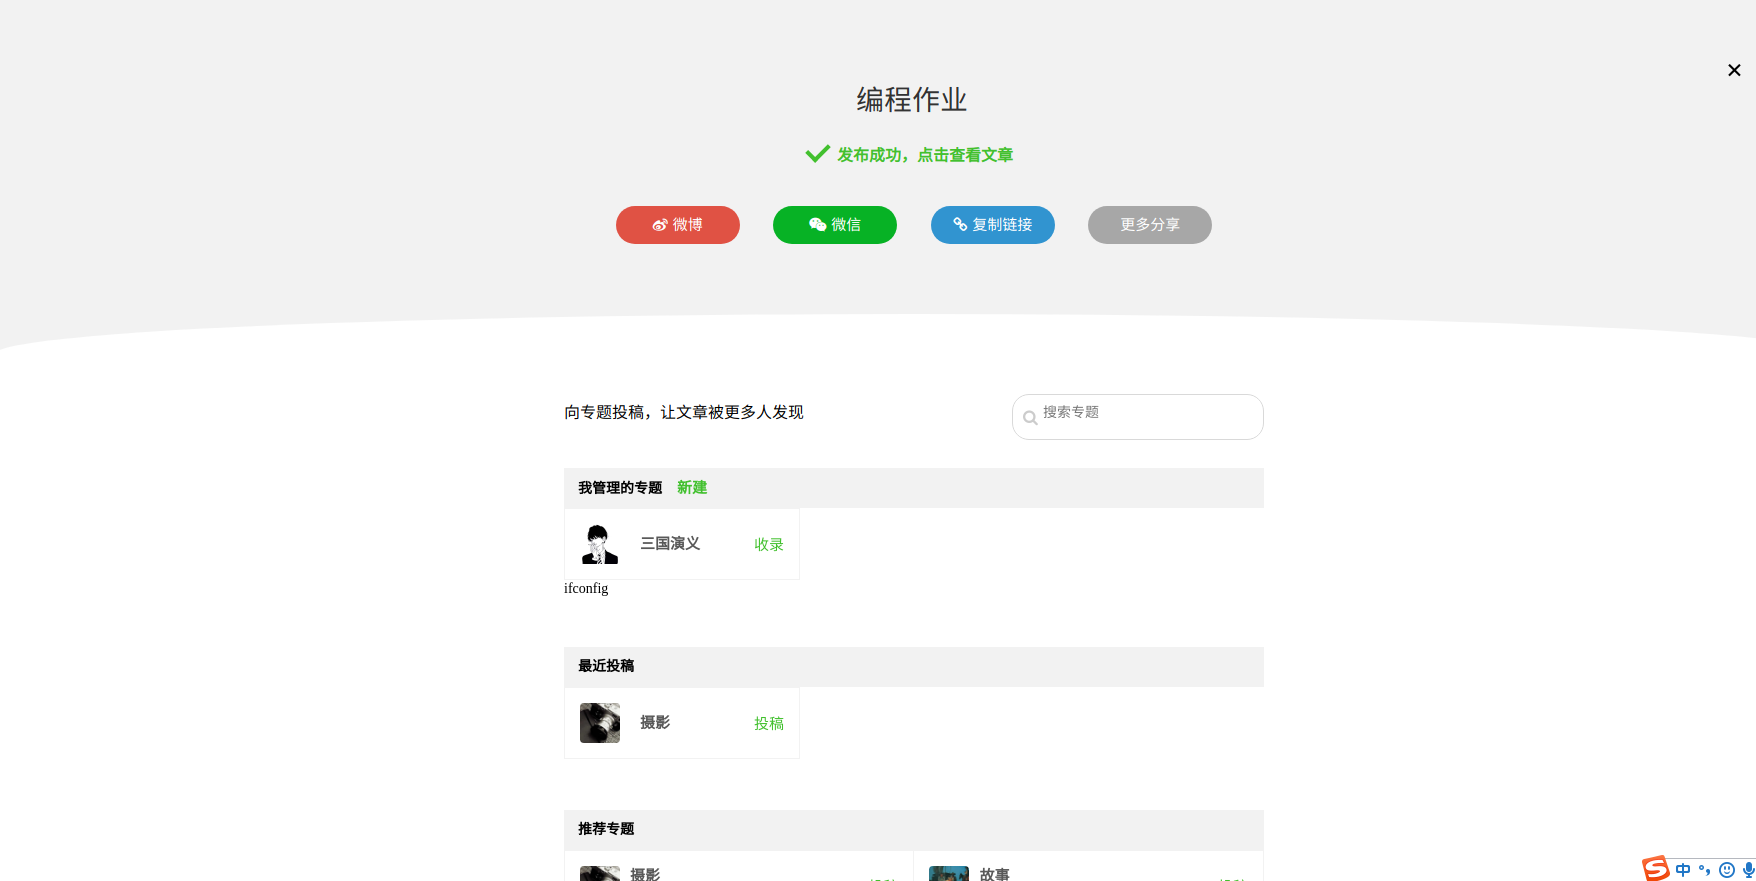 编程作业
发布成功，点击查看文章
微博
微信
复制链接
更多分享
向专题投稿，让文章被更多人发现
搜索专题
我管理的专题 新建
三国演义
收录
ifconfig
最近投稿
摄影
投稿
推荐专题
摄影
故事
中